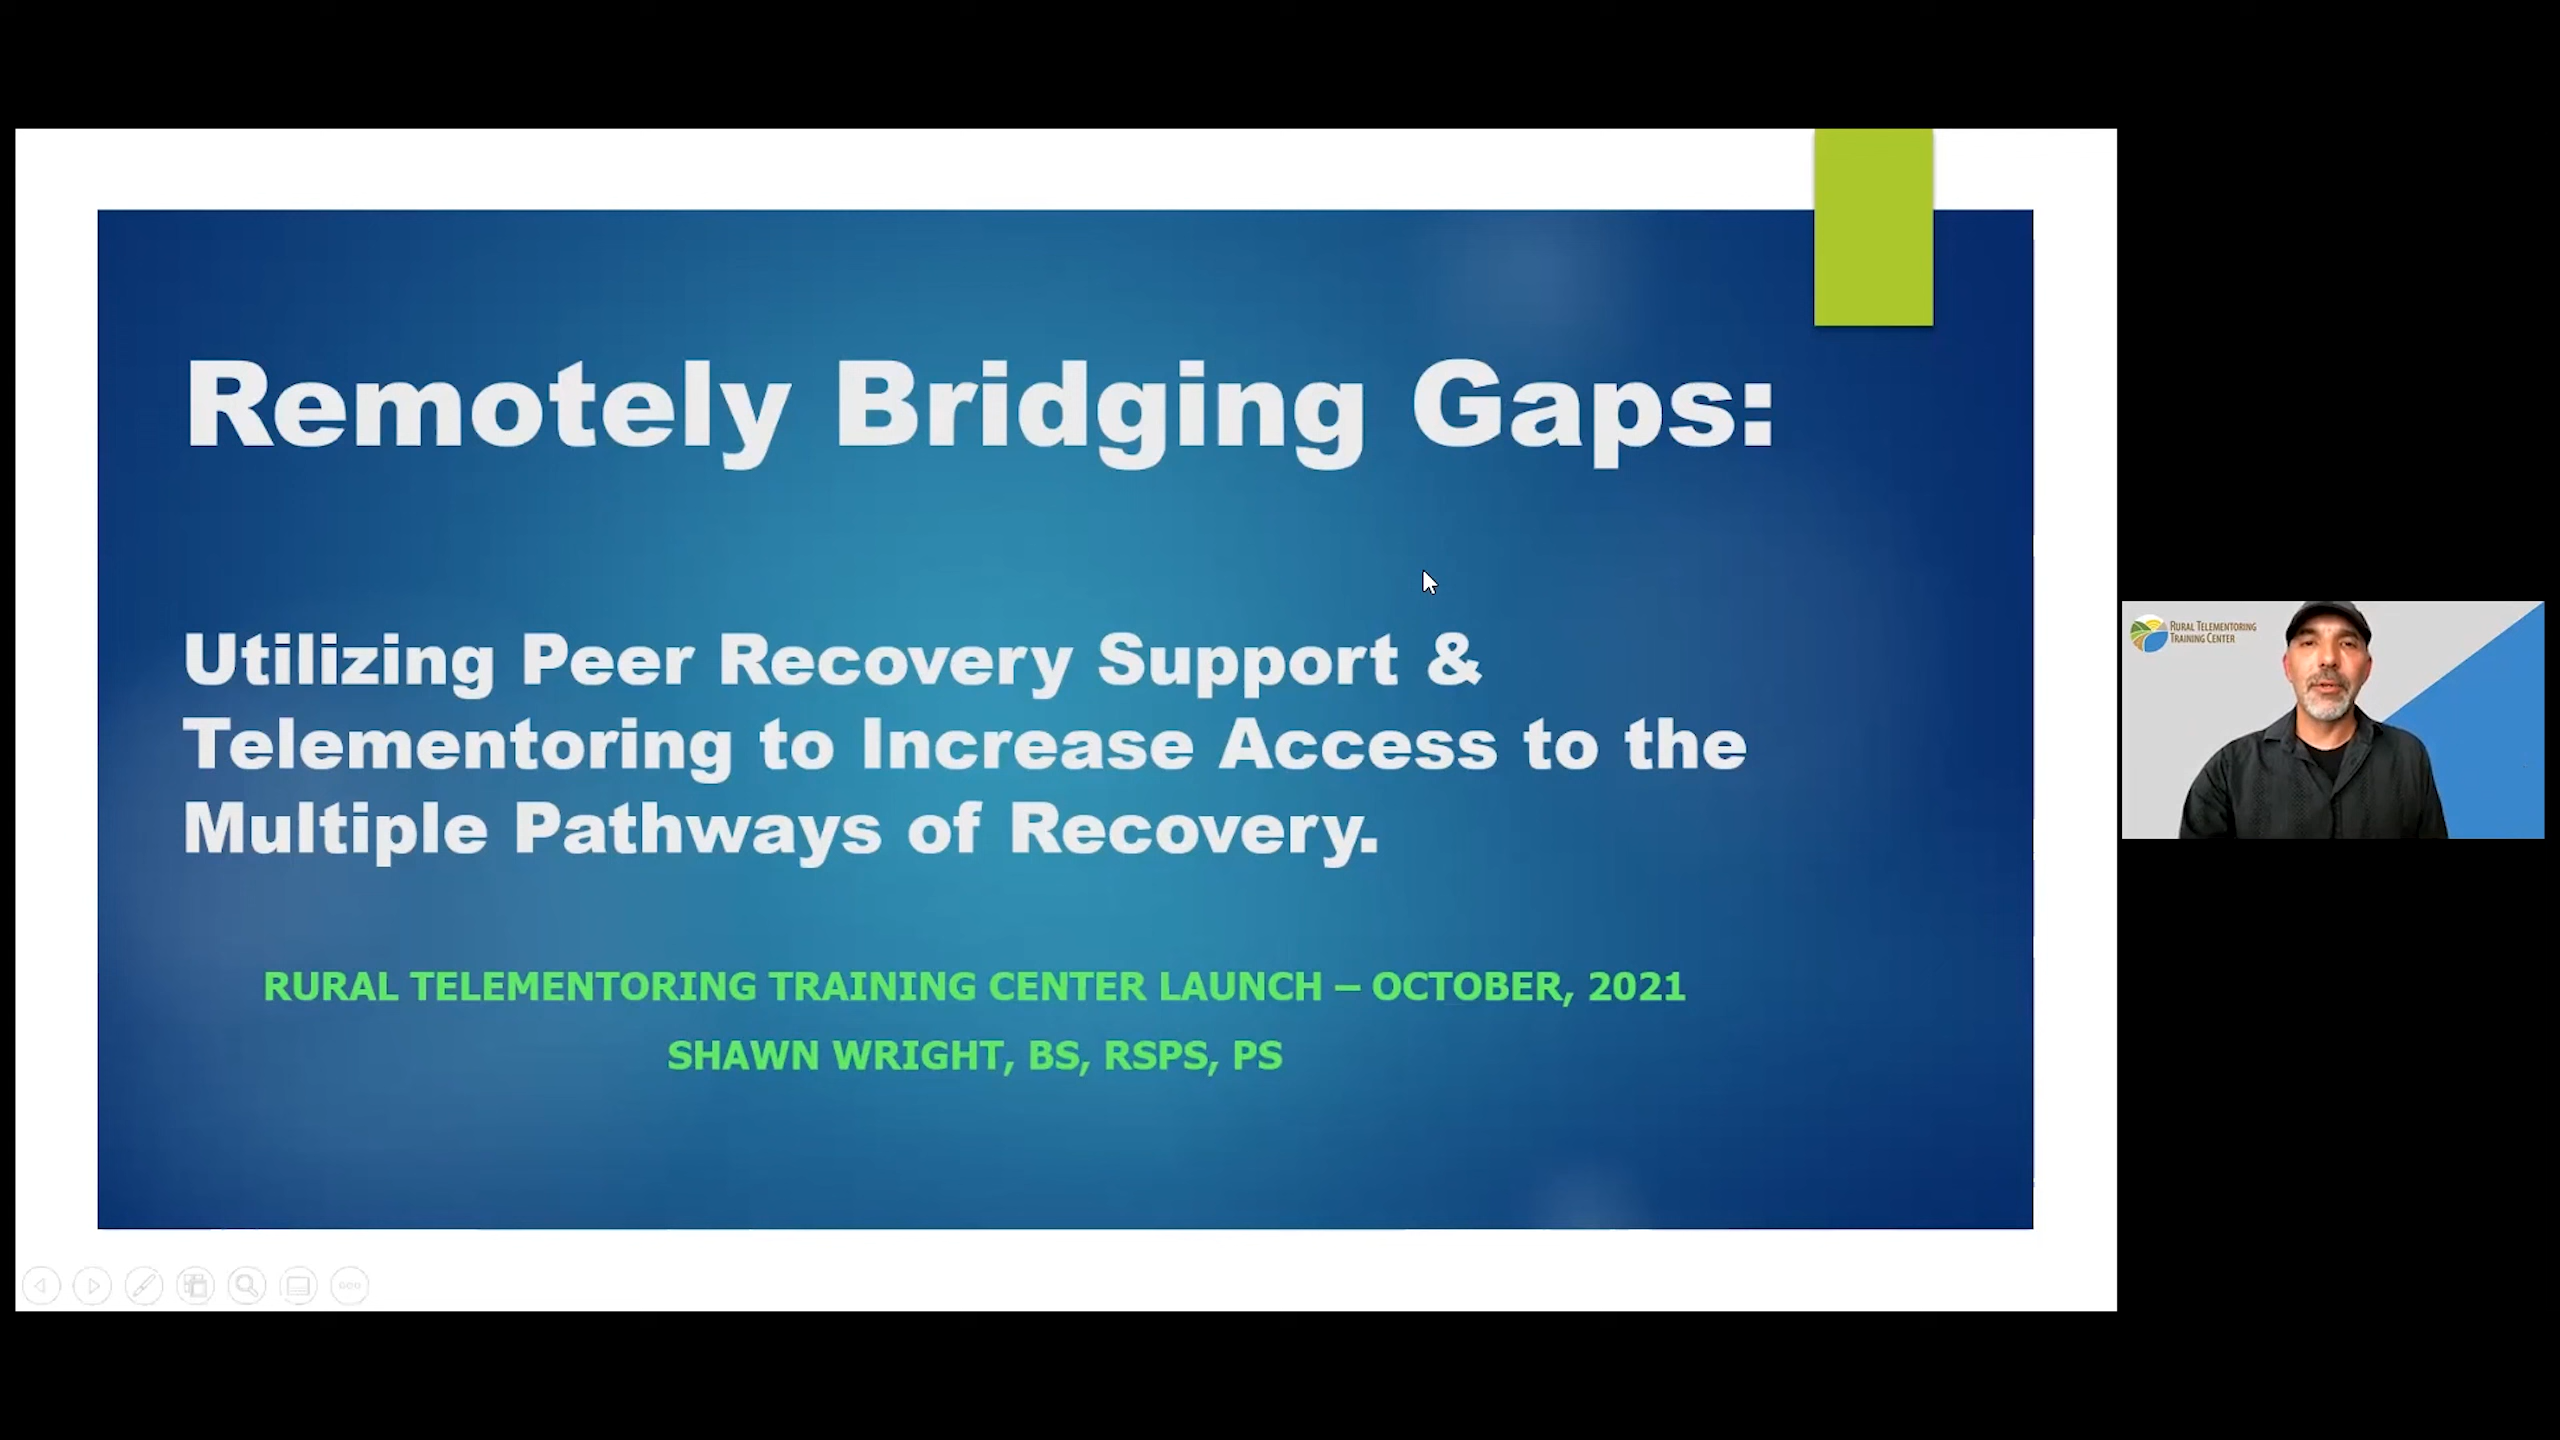 Remotely Bridging Gaps:
Utilizing Peer Recovery Support &
Telementoring to Increase Access to the
Multiple Pathways of Recovery.
RURAL TELEMENTORING TRAINING CENTER LAUNCH – OCTOBER, 2021
SHAWN WRIGHT, BS, RSPS, PS
RURAL TELEMENTORING
TRAINING CENTER